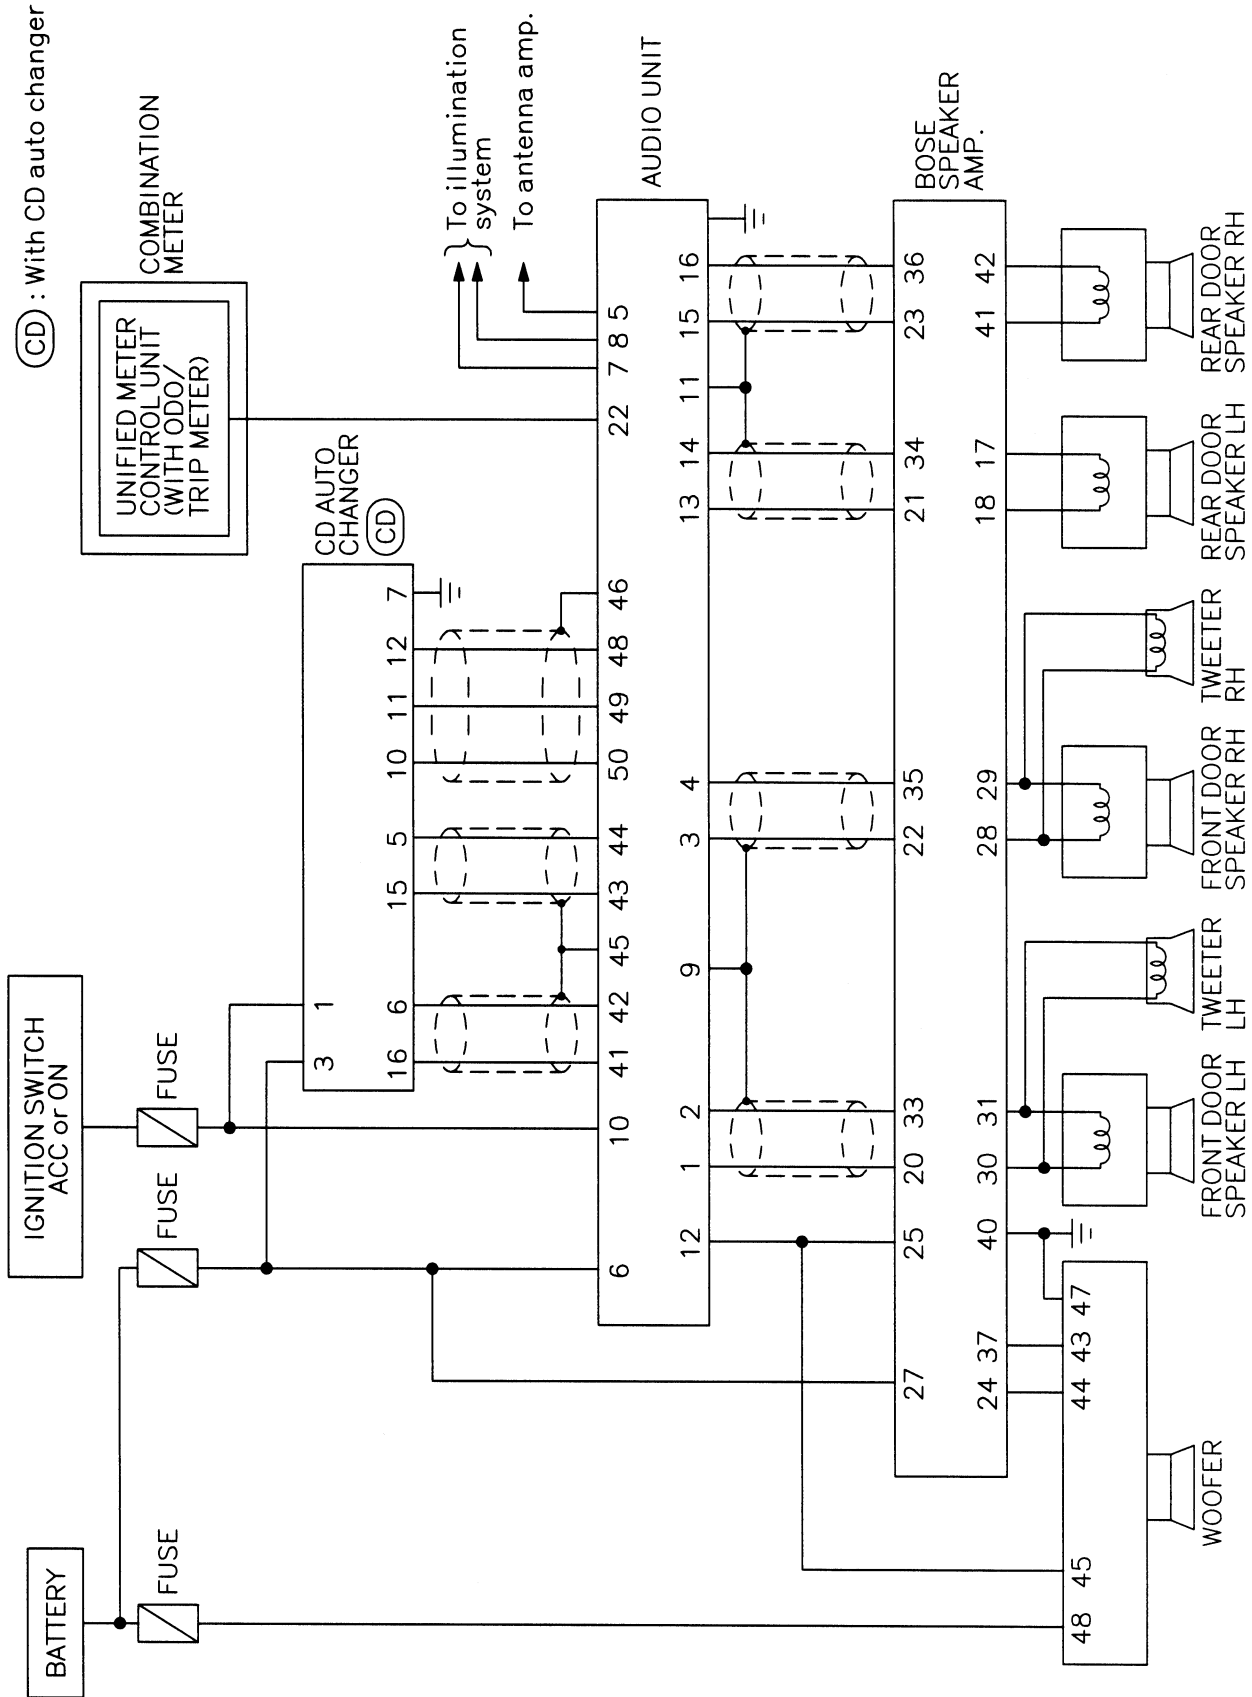 (CD) : With CD auto changer
BATTERY
FUSE
IGNITION SWITCH
ACC or ON
FUSE
FUSE
COMBINATION
METER
UNIFIED METER
CONTROL UNIT
(WITH ODO/
TRIP METER)
CD AUTO
CHANGER
CD
3 1
16 6 15 5 10 11 12 7
To illumination
system
To antenna amp.
AUDIO UNIT
6 10 41 42 45 43 44 50 49 48 46 22 7 8 5
12 1 2 9 3 4 13 14 11 15 16
BOSE
SPEAKER
AMP.
27 25 20 33 22 35 21 34 23 36
24 37 40 30 31 28 29 18 17 41 42
48 45 44 43 47
WOOFER
FRONT DOOR
SPEAKER LH
TWEETER
LH
FRONT DOOR
SPEAKER RH
TWEETER
RH
REAR DOOR
SPEAKER LH
REAR DOOR
SPEAKER RH